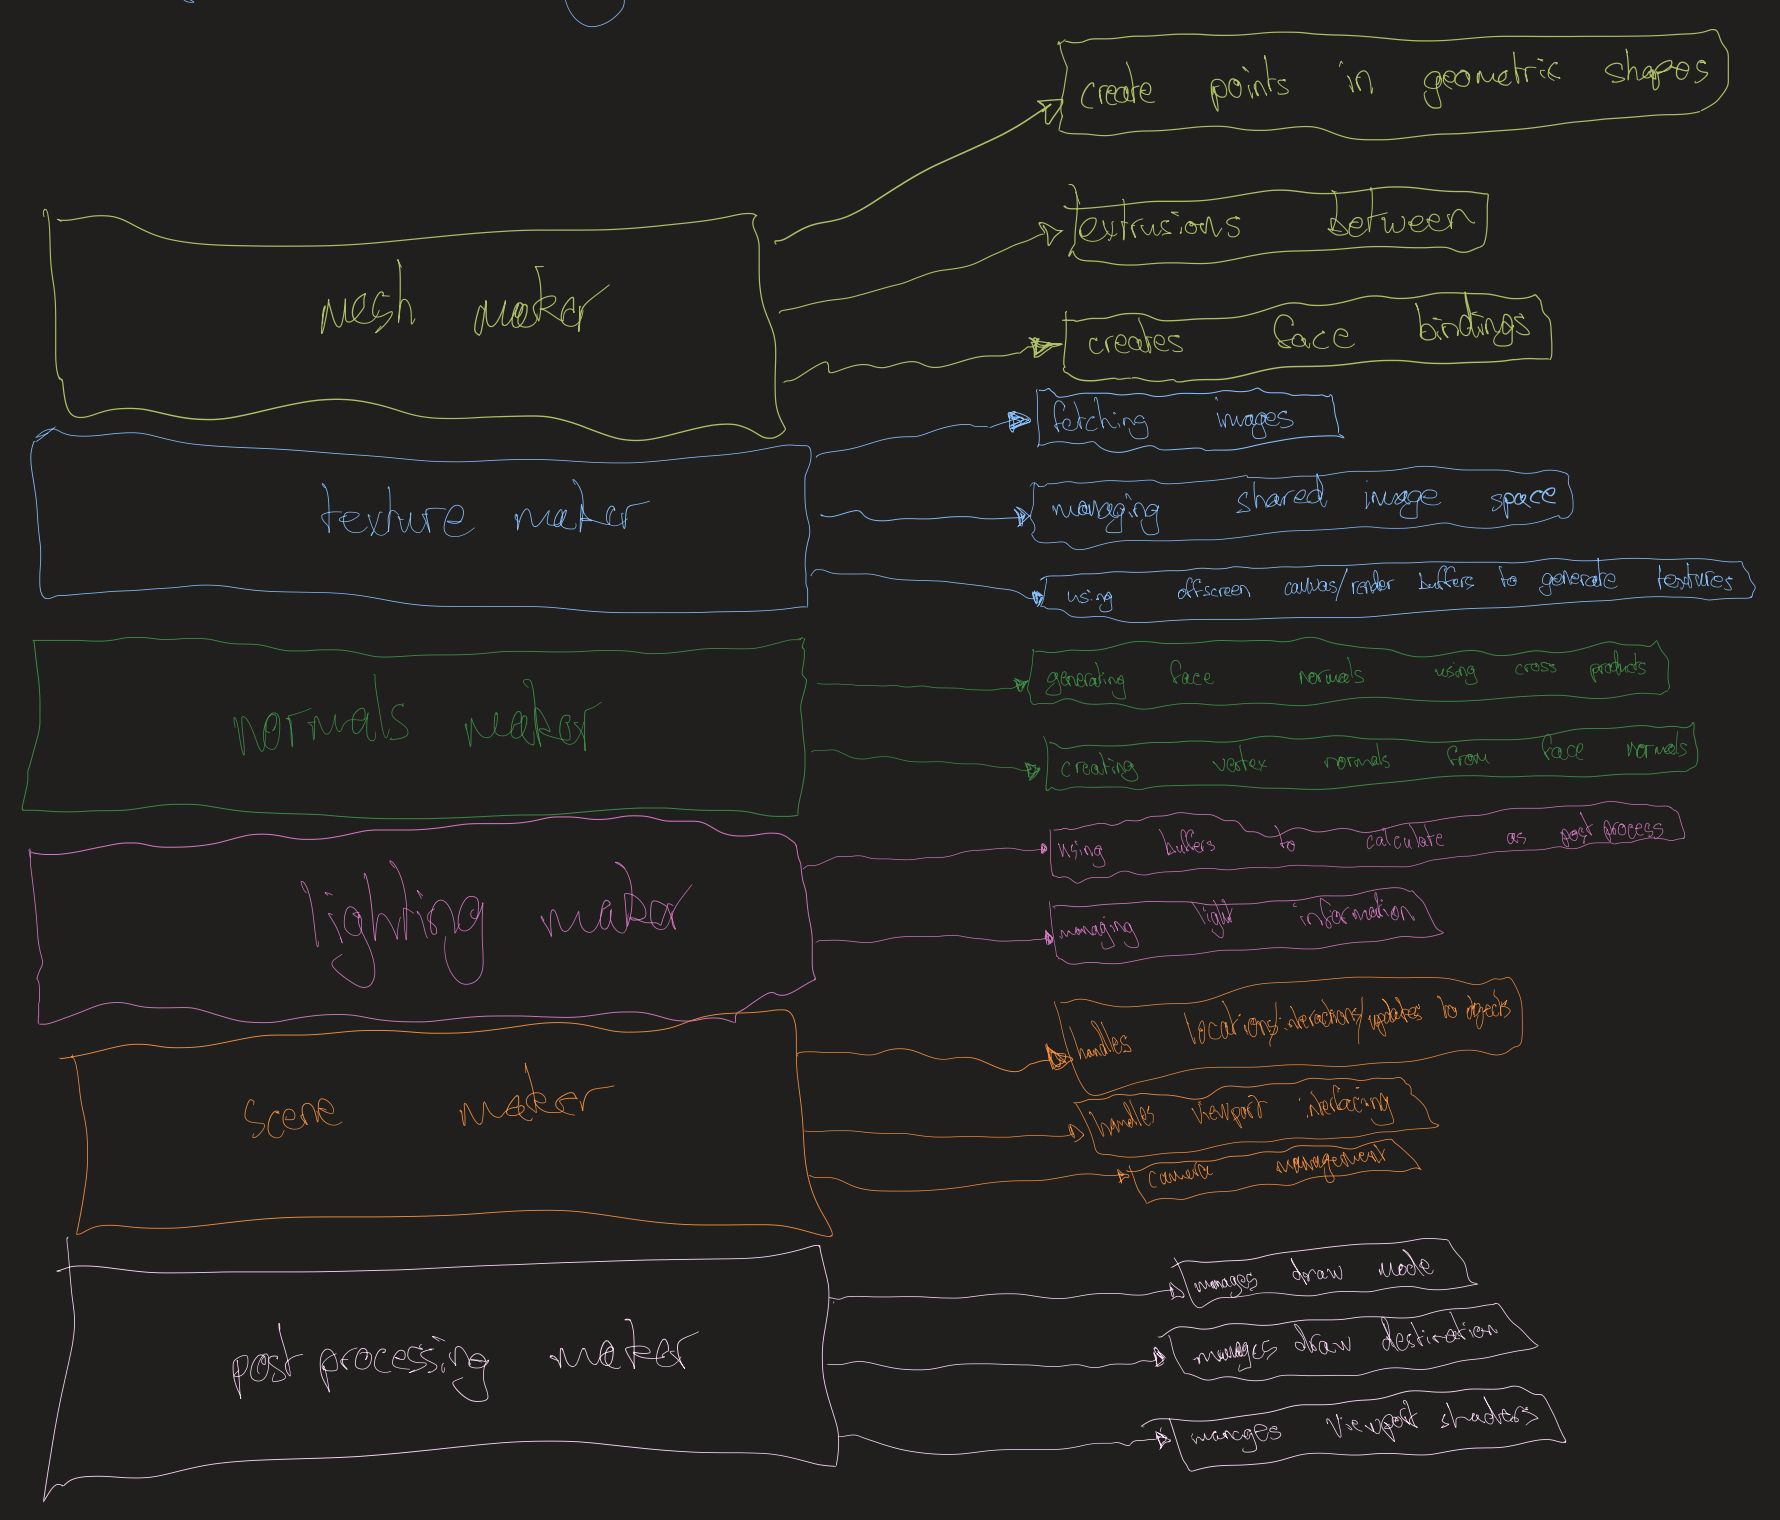 create points in geometric shapes
extrusions between
mesh maker
creates face bindings
fetching images
texture maker
managing shared image space
using offscreen canvas/render buffers to generate textures
normals maker
generating face normals using cross products
creating vertex normals from face normals
lighting maker
using buffers to calculate as post process
managing light information
scene maker
handles locations/interactions/updates to objects
handles viewport interfacing
camera management
post processing maker
manages draw mode
manages draw destination
manages viewport shaders